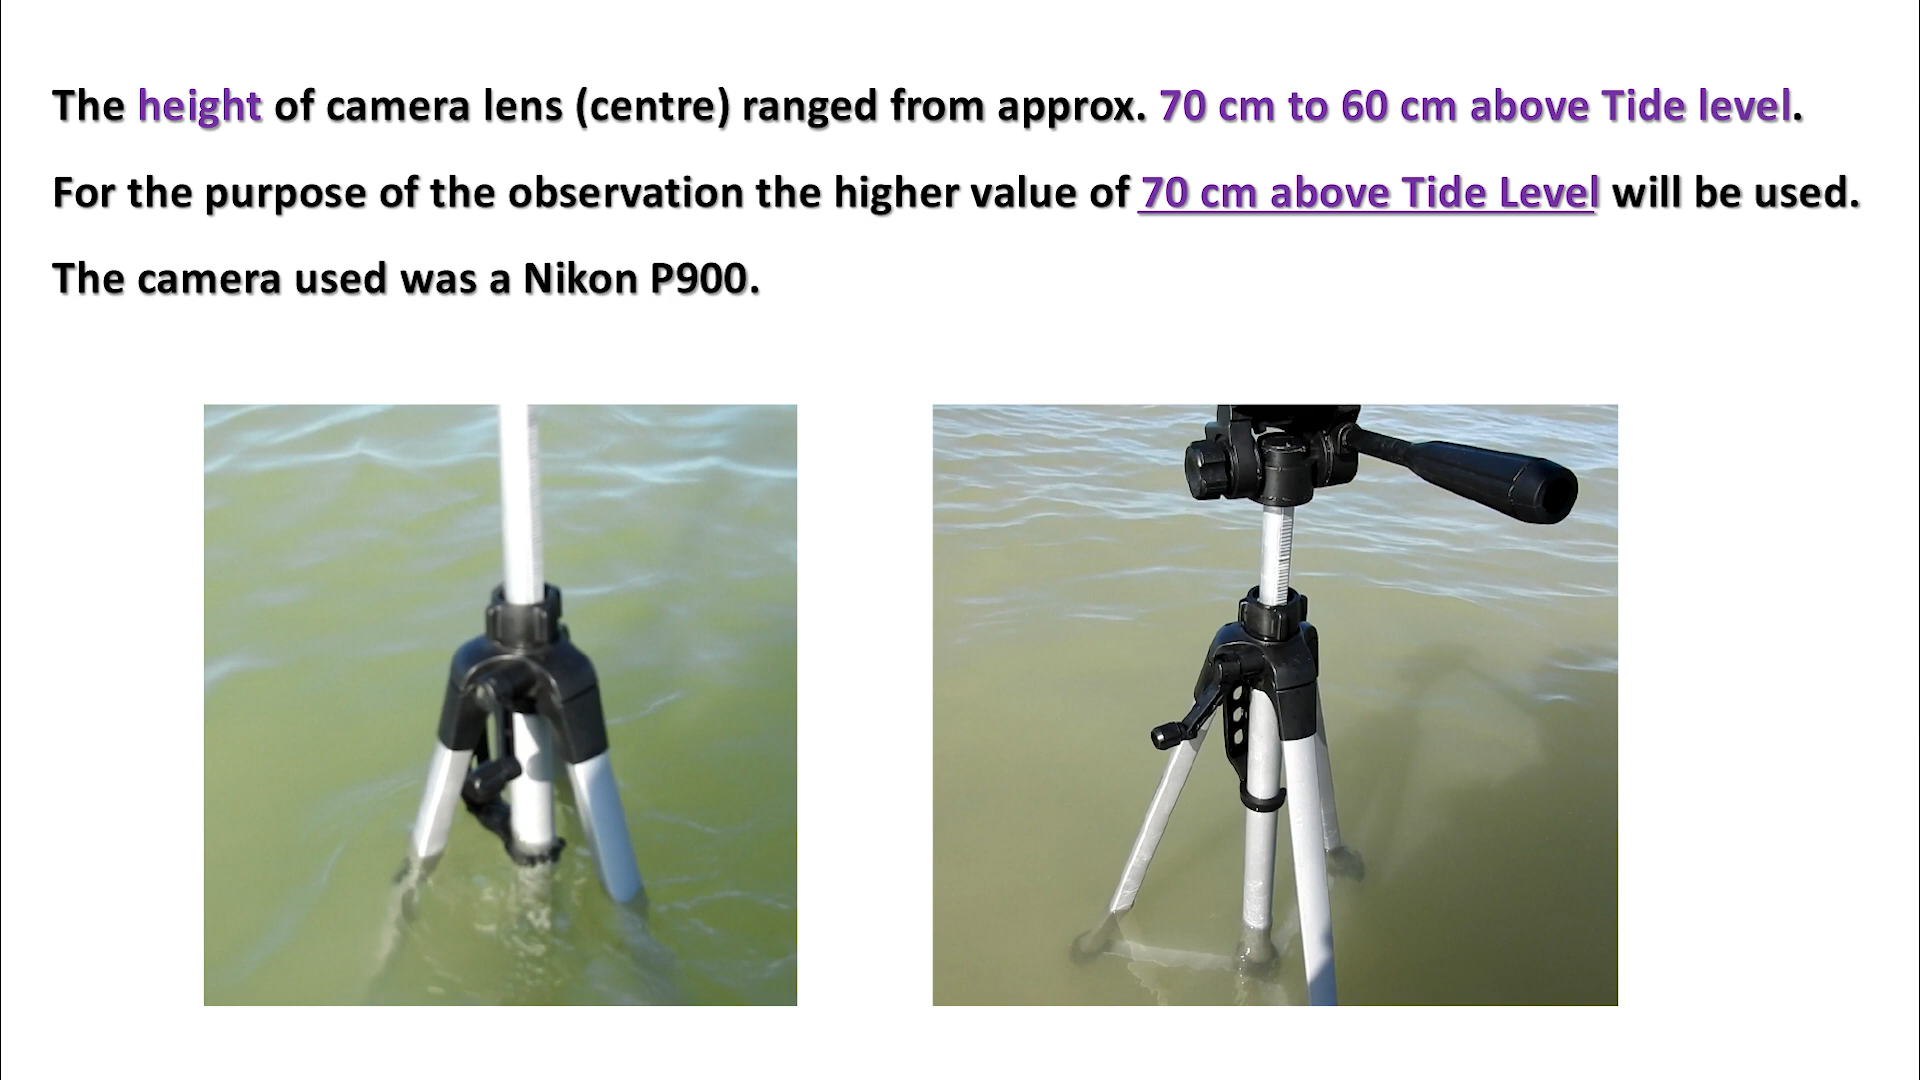 The height of camera lens (centre) ranged from approx. 70 cm to 60 cm above Tide level.
For the purpose of the observation the higher value of 70 cm above Tide Level will be used.
The camera used was a Nikon P900.